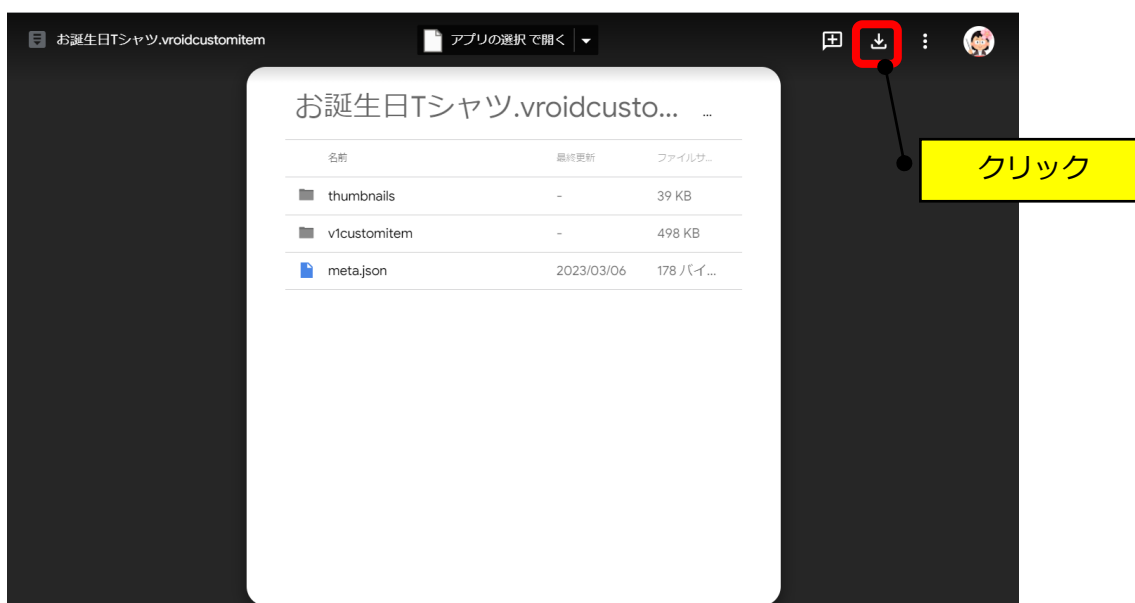 お誕生日Tシャツ.vroidcustomitem
アプリの選択 で開く
お誕生日Tシャツ.vroidcusto... ...
クリック
名前 最終更新 ファイルサ...
thumbnails - 39 KB
v1customitem - 498 KB
meta.json 2023/03/06 178 バイ...